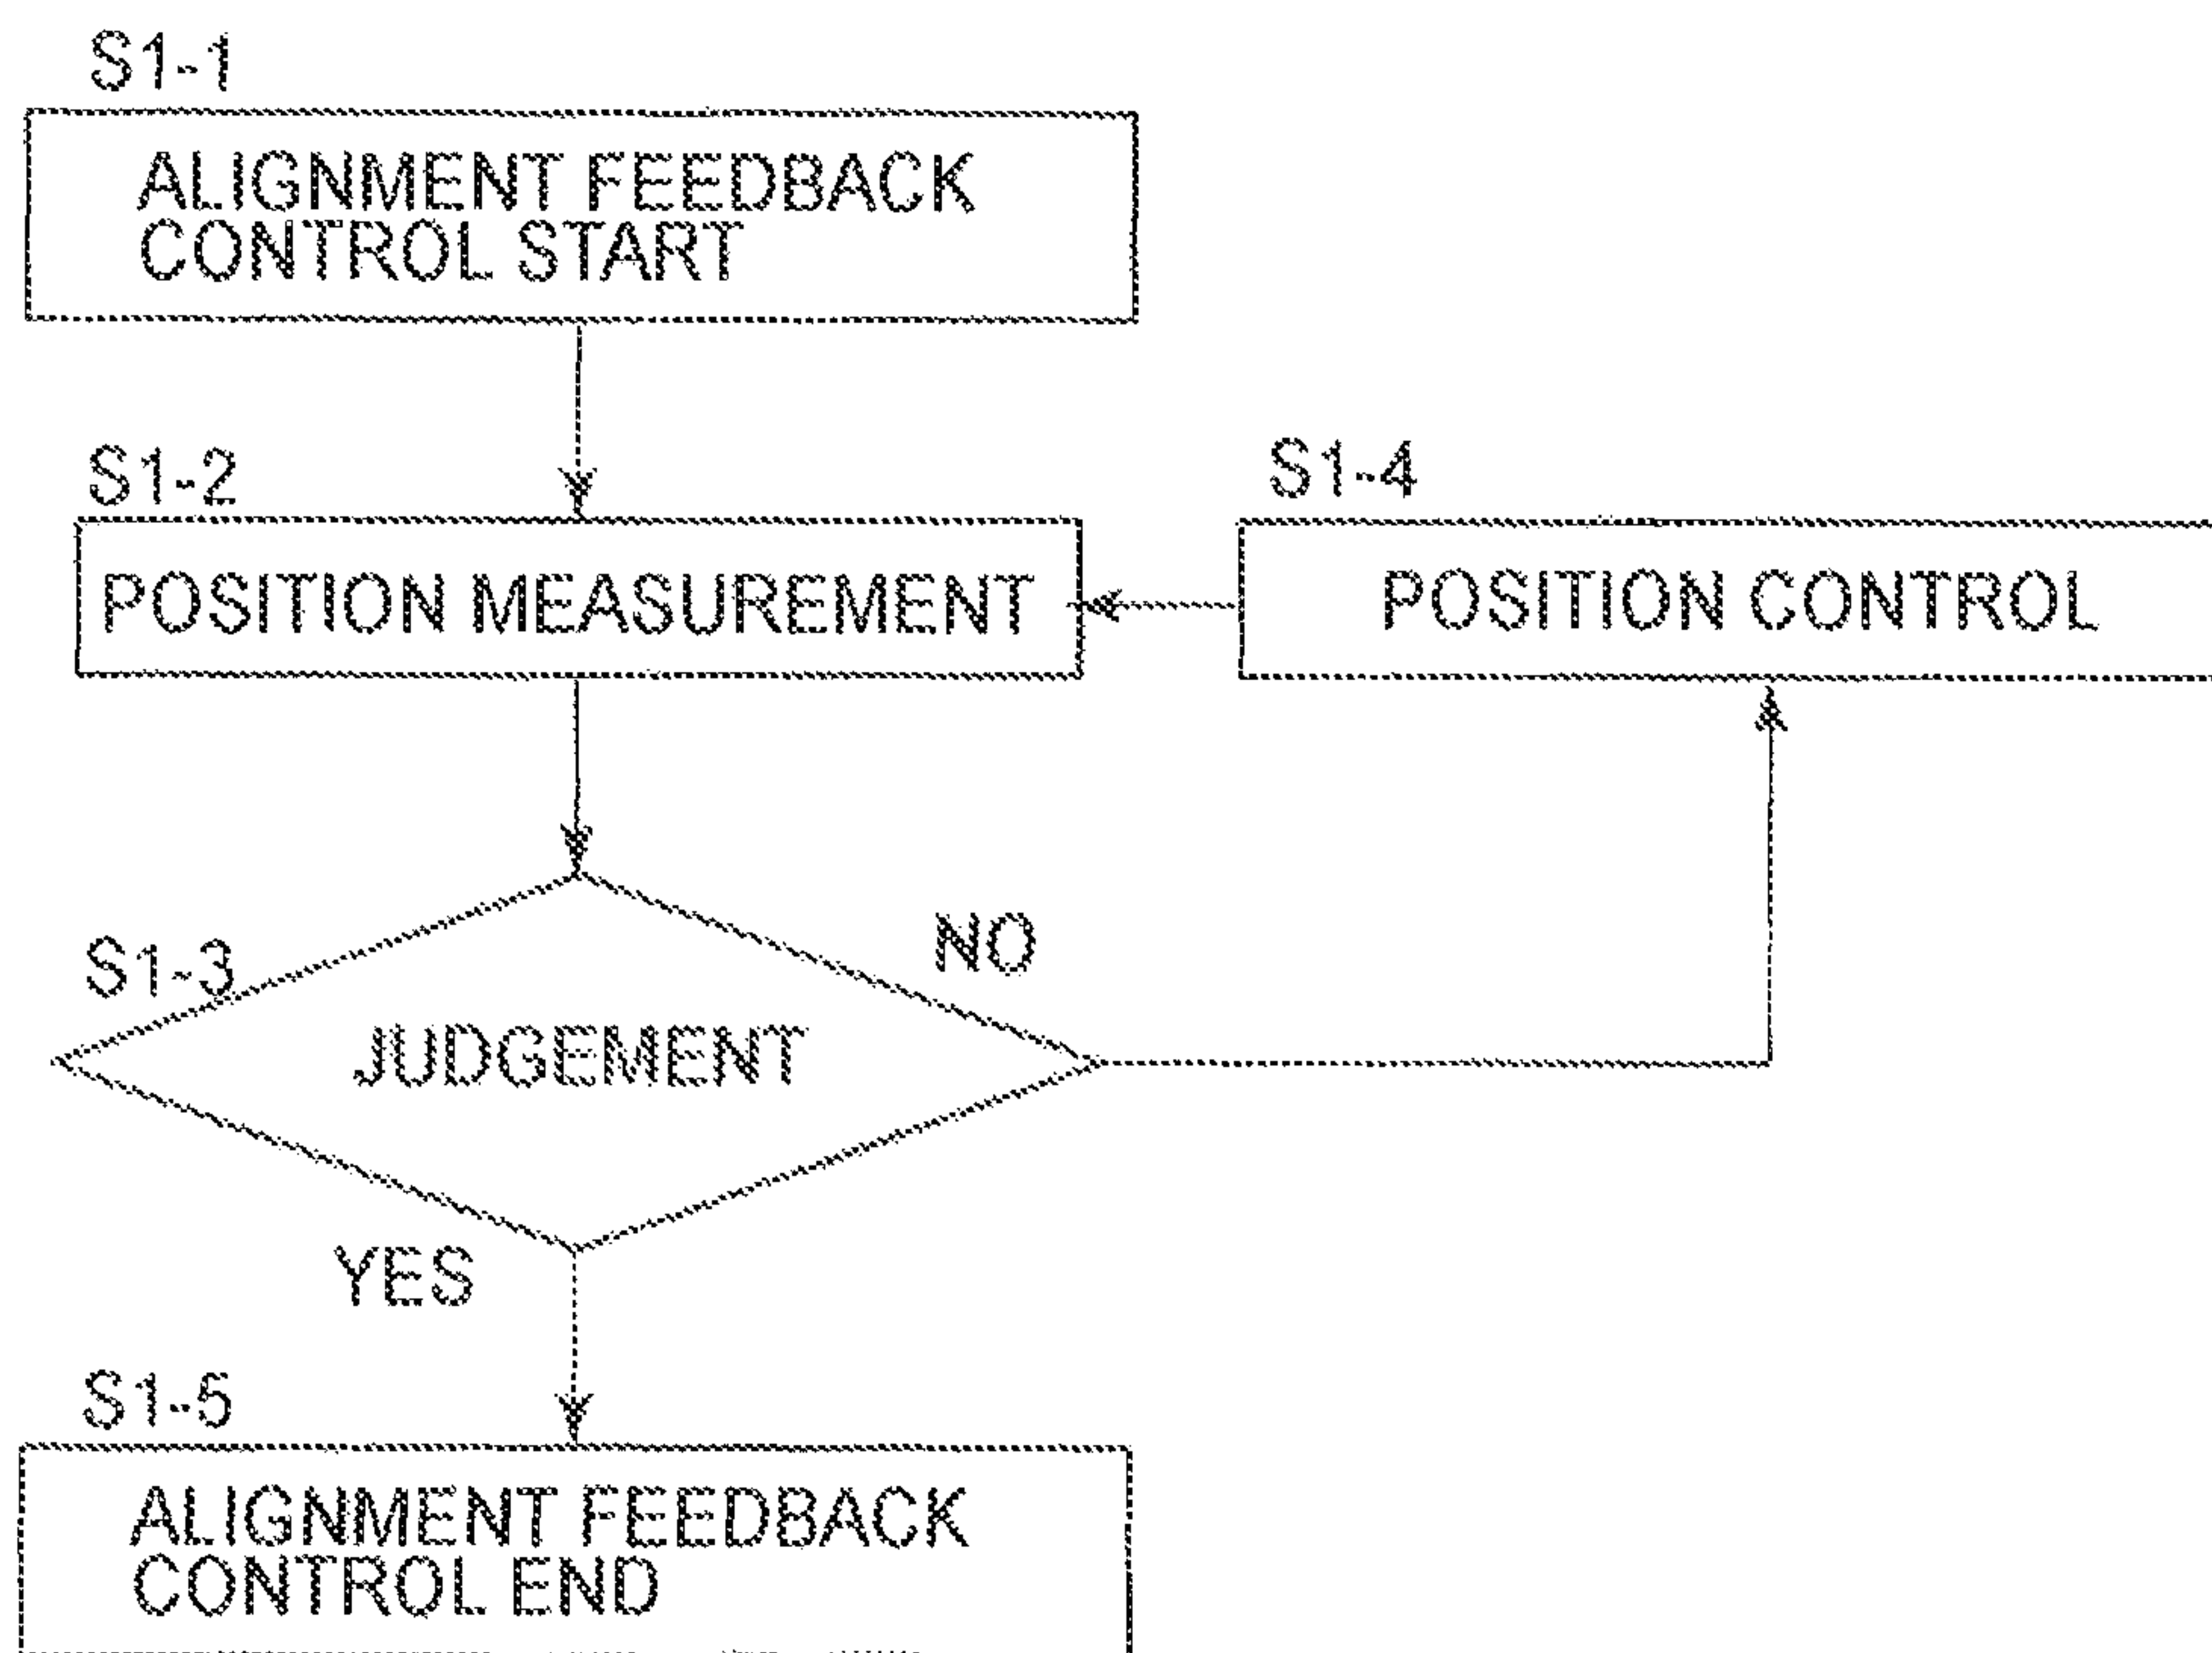 S1-1
ALIGNMENT FEEDBACK
CONTROL START
S1-2
POSITION MEASUREMENT
S1-4
POSITION CONTROL
S1-3
JUDGEMENT
NO
YES
S1-5
ALIGNMENT FEEDBACK
CONTROL END